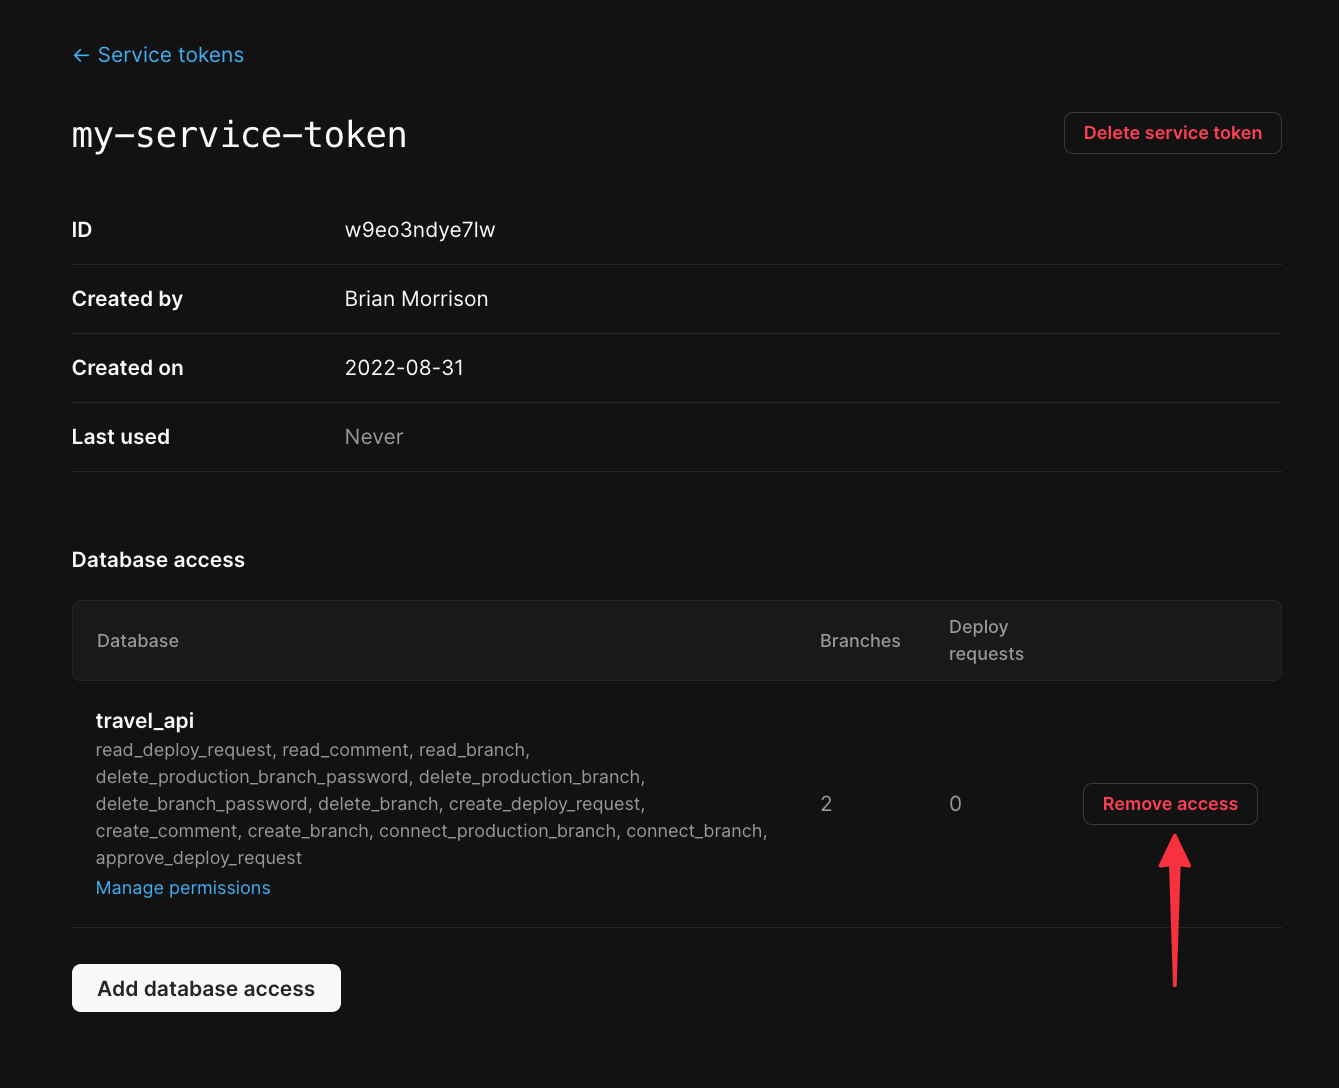 ← Service tokens
my-service-token
Delete service token
ID
w9eo3ndye7lw
Created by
Brian Morrison
Created on
2022-08-31
Last used
Never
Database access
Database
Branches
Deploy
requests
travel_api
read_deploy_request, read_comment, read_branch,
delete_production_branch_password, delete_production_branch,
delete_branch_password, delete_branch, create_deploy_request,
create_comment, create_branch, connect_production_branch, connect_branch,
approve_deploy_request
Manage permissions
2
0
Remove access
Add database access